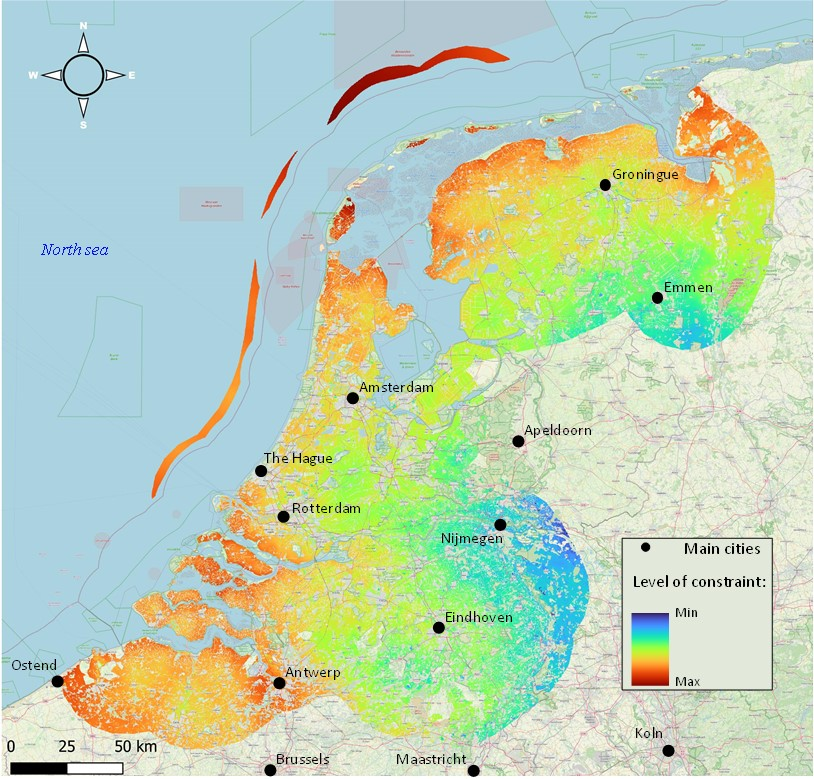 N
W E
S
Groningue
North sea
Emmen
Amsterdam
Apeldoorn
The Hague
Rotterdam
Nijmegen
Main cities
Level of constraint:
Min
Max
Eindhoven
Ostend
Antwerp
Koln
0 25 50 km
Brussels
Maastricht